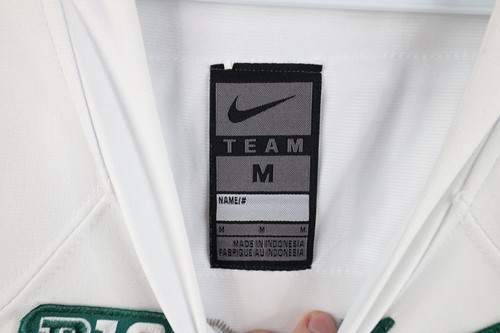 TEAM
M
NAME/#
M M M
MADE IN INDONESIA
FABRIQUE AU INDONESIA